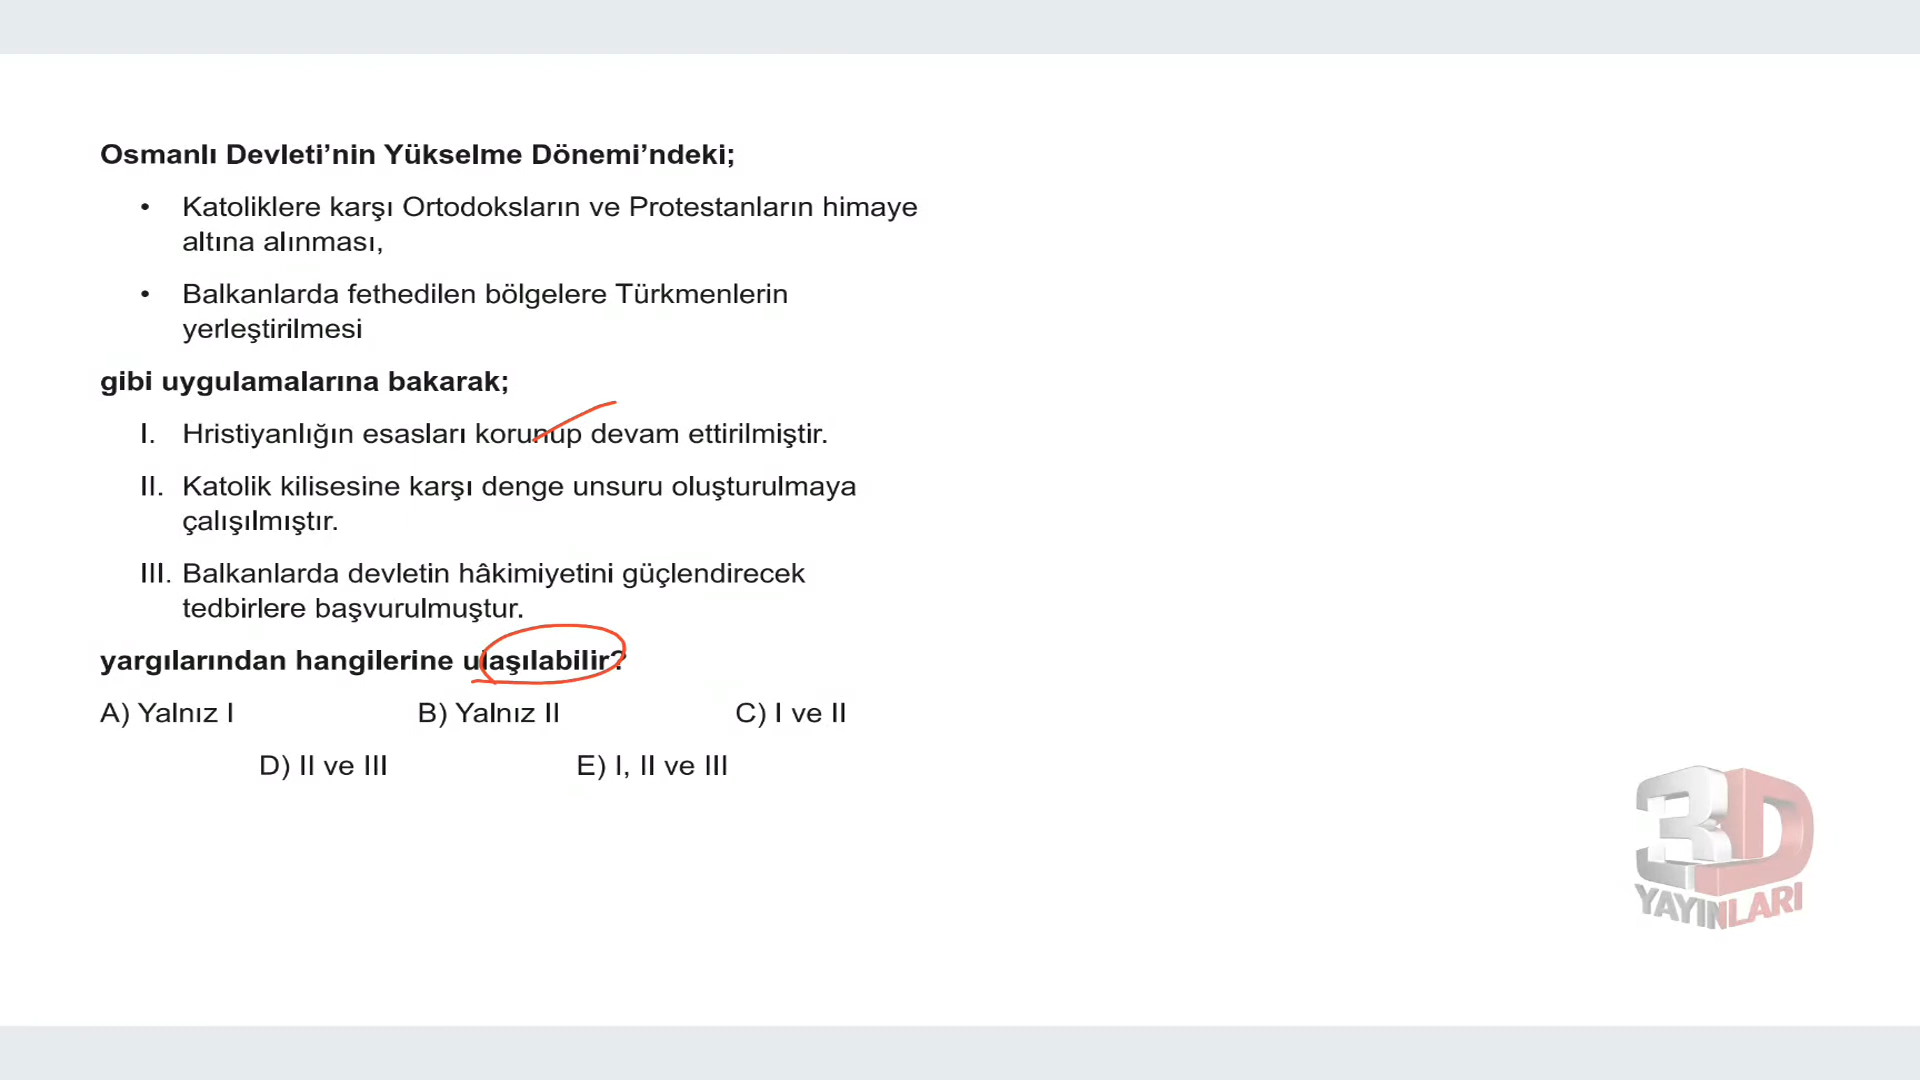 Osmanlı Devleti’nin Yükselme Dönemi’ndeki;
• Katoliklere karşı Ortodoksların ve Protestanların himaye
altına alınması,
• Balkanlarda fethedilen bölgelere Türkmenlerin
yerleştirilmesi
gibi uygulamalarına bakarak;
I. Hristiyanlığın esasları korunup devam ettirilmiştir.
II. Katolik kilisesine karşı denge unsuru oluşturulmaya
çalışılmıştır.
III. Balkanlarda devletin hâkimiyetini güçlendirecek
tedbirlere başvurulmuştur.
yargılarından hangilerine ulaşılabilir?
A) Yalnız I B) Yalnız II C) I ve II
D) II ve III E) I, II ve III
3D
YAYINLARI